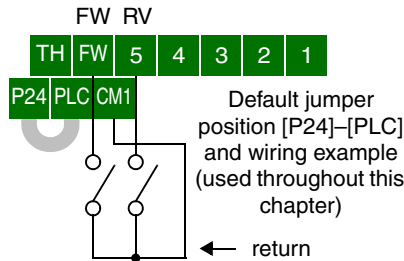 FW RV
TH FW 5 4 3 2 1
P24 PLC CM1
Default jumper
position [P24]–[PLC]
and wiring example
(used throughout this
chapter)
return